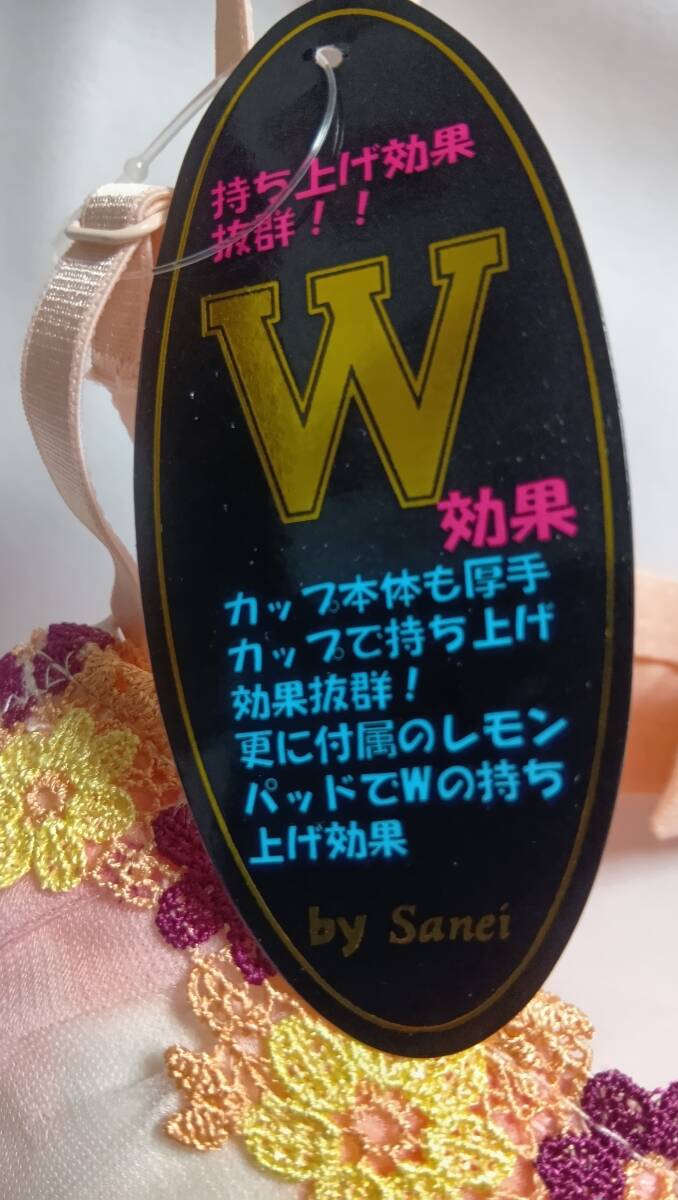 持ち上げ効果
抜群！！
W
効果
カップ本体も厚手
カップで持ち上げ
効果抜群！
更に付属のレモン
パッドでWの持ち
上げ効果
by Sanei